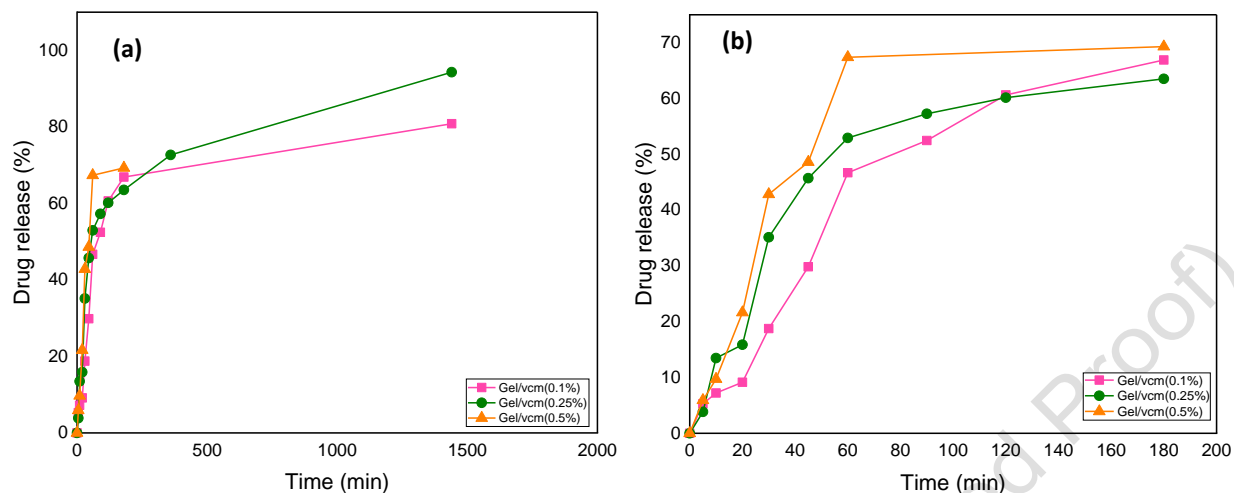 (a)
100
80
60
40
20
0
Drug release (%)
0 500 1000 1500 2000
Time (min)
Gel/vcm(0.1%)
Gel/vcm(0.25%)
Gel/vcm(0.5%)
(b)
70
60
50
40
30
20
10
0
Drug release (%)
0 20 40 60 80 100 120 140 160 180 200
Time (min)
Gel/vcm(0.1%)
Gel/vcm(0.25%)
Gel/vcm(0.5%)
d Proof)